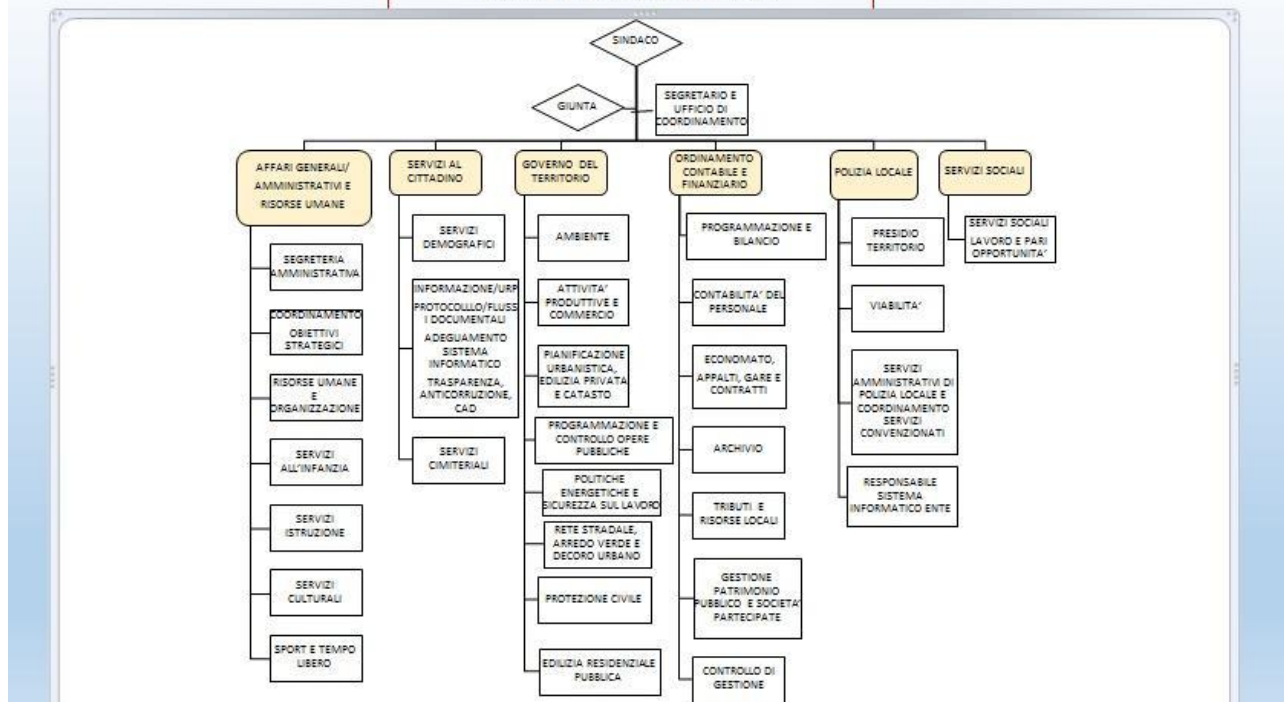 SINDACO
GIUNTA
SEGRETARIO E
UFFICIO DI
COORDINAMENTO
AFFARI GENERALI/
AMMINISTRATIVI E
RISORSE UMANE
SEGRETERIA
AMMINISTRATIVA
COORDINAMENTO
OBIETTIVI
STRATEGICI
RISORSE UMANE
E
ORGANIZZAZIONE
SERVIZI
ALL'INFANZIA
SERVIZI
ISTRUZIONE
SERVIZI
CULTURALI
SPORT E TEMPO
LIBERO
SERVIZI AL
CITTADINO
SERVIZI
DEMOGRAFICI
INFORMAZIONE/URP
PROTOCOLLLO/FLUSS
I DOCUMENTALI
ADEGUAMENTO
SISTEMA
INFORMATICO
TRASPARENZA,
ANTICORRUZIONE,
CAD
SERVIZI
CIMITERIALI
GOVERNO DEL
TERRITORIO
AMBIENTE
ATTIVITA'
PRODUTTIVE E
COMMERCIO
PIANIFICAZIONE
URBANISTICA,
EDILIZIA PRIVATA
E CATASTO
PROGRAMMAZIONE E
CONTROLLO OPERE
PUBBLICHE
POLITICHE
ENERGETICHE E
SICUREZZA SUL LAVORO
RETE STRADALE,
ARREDO VERDE E
DECORO URBANO
PROTEZIONE CIVILE
EDILIZIA RESIDENZIALE
PUBBLICA
ORDINAMENTO
CONTABILE E
FINANZIARIO
PROGRAMMAZIONE E
BILANCIO
CONTABILITA' DEL
PERSONALE
ECONOMATO,
APPALTI, GARE E
CONTRATTI
ARCHIVIO
TRIBUTI E
RISORSE LOCALI
GESTIONE
PATRIMONIO
PUBBLICO E SOCIETA'
PARTECIPATE
CONTROLLO DI
GESTIONE
POLIZIA LOCALE
PRESIDIO
TERRITORIO
VIABILITA'
SERVIZI
AMMINISTRATIVI DI
POLIZIA LOCALE E
COORDINAMENTO
SERVIZI
CONVENZIONATI
RESPONSABILE
SISTEMA
INFORMATICO ENTE
SERVIZI SOCIALI
SERVIZI SOCIALI
LAVORO E PARI
OPPORTUNITA'